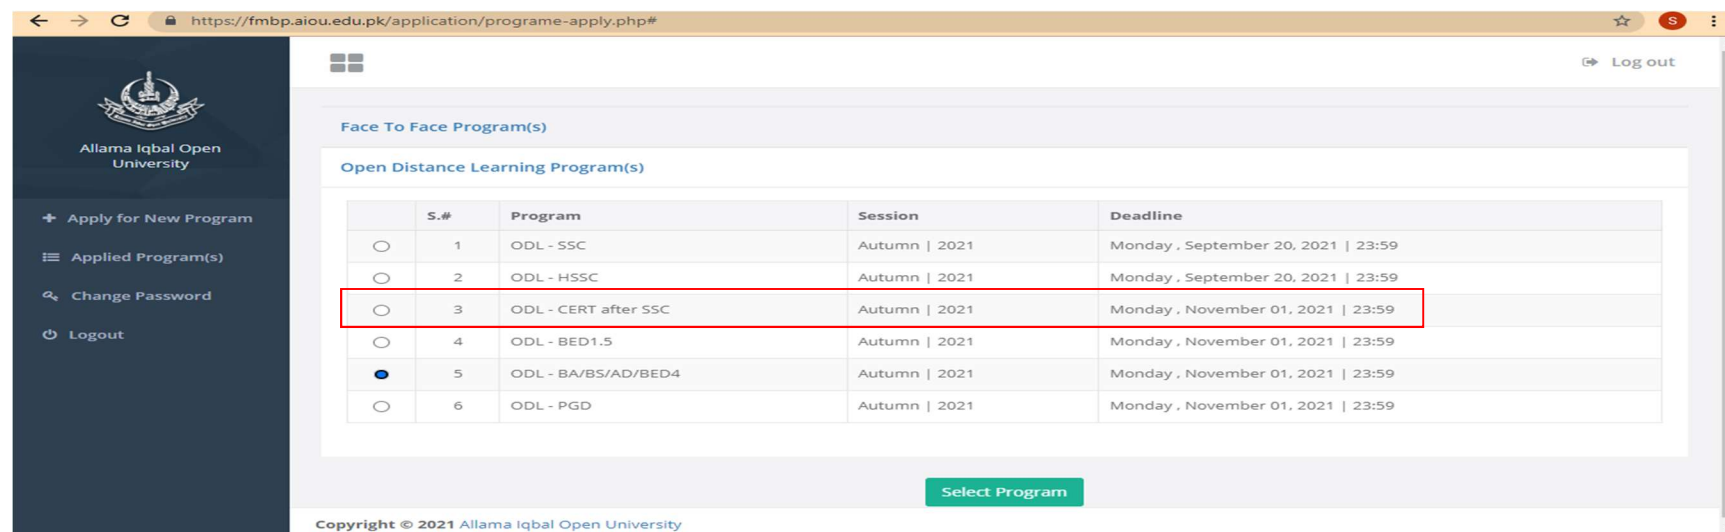 https://fmbp.aiou.edu.pk/application/programe-apply.php#
S
Allama Iqbal Open
University
+ Apply for New Program
Applied Program(s)
Change Password
Logout
Log out
Face To Face Program(s)
Open Distance Learning Program(s)
S.# Program Session Deadline
1 ODL - SSC Autumn | 2021 Monday , September 20, 2021 | 23:59
2 ODL - HSSC Autumn | 2021 Monday , September 20, 2021 | 23:59
3 ODL - CERT after SSC Autumn | 2021 Monday , November 01, 2021 | 23:59
4 ODL - BED1.5 Autumn | 2021 Monday , November 01, 2021 | 23:59
5 ODL - BA/BS/AD/BED4 Autumn | 2021 Monday , November 01, 2021 | 23:59
6 ODL - PGD Autumn | 2021 Monday , November 01, 2021 | 23:59
Select Program
Copyright © 2021 Allama Iqbal Open University